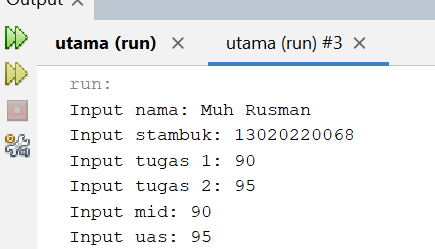 Output ×
utama (run) × utama (run) #3 ×
run:
Input nama: Muh Rusman
Input stambuk: 13020220068
Input tugas 1: 90
Input tugas 2: 95
Input mid: 90
Input uas: 95